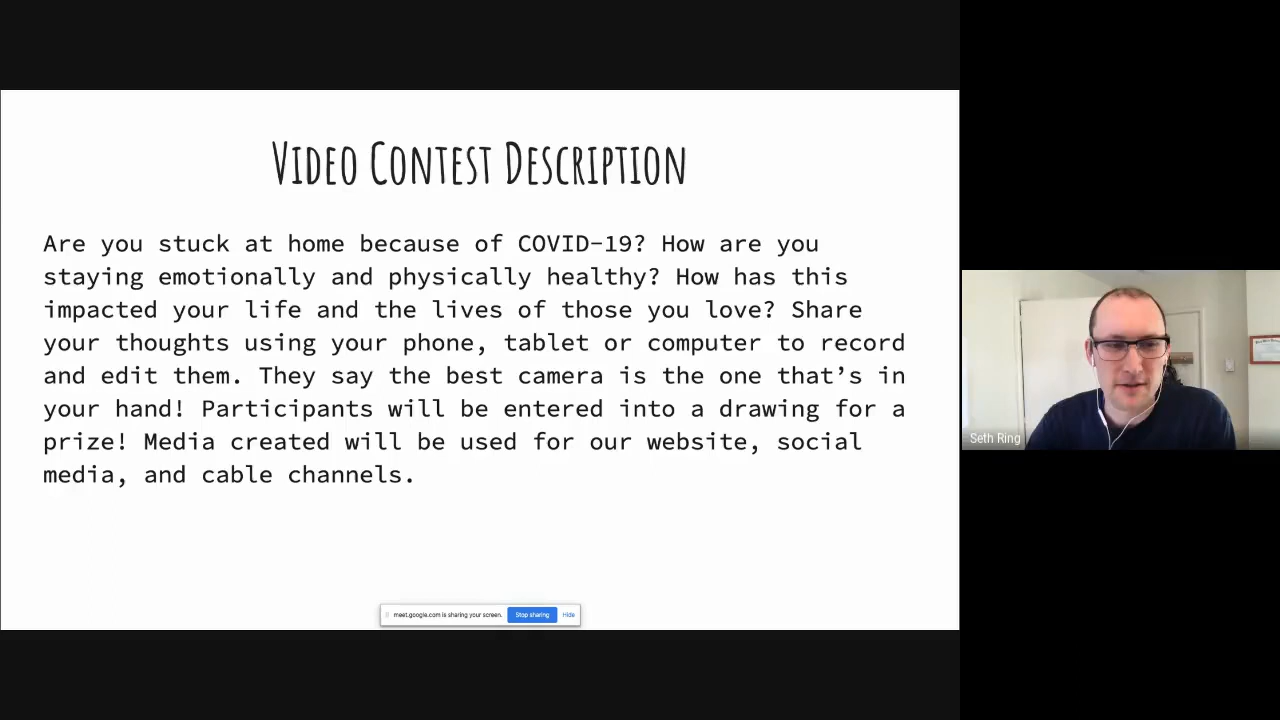 VIDEO CONTEST DESCRIPTION
Are you stuck at home because of COVID-19? How are you
staying emotionally and physically healthy? How has this
impacted your life and the lives of those you love? Share
your thoughts using your phone, tablet or computer to record
and edit them. They say the best camera is the one that’s in
your hand! Participants will be entered into a drawing for a
prize! Media created will be used for our website, social
media, and cable channels.
meet.google.com is sharing your screen.
Stop sharing
Hide
Seth Ring